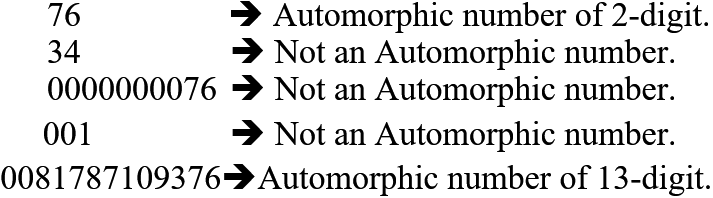 76 ➔ Automorphic number of 2-digit.
34 ➔ Not an Automorphic number.
0000000076 ➔ Not an Automorphic number.
001 ➔ Not an Automorphic number.
0081787109376➔Automorphic number of 13-digit.